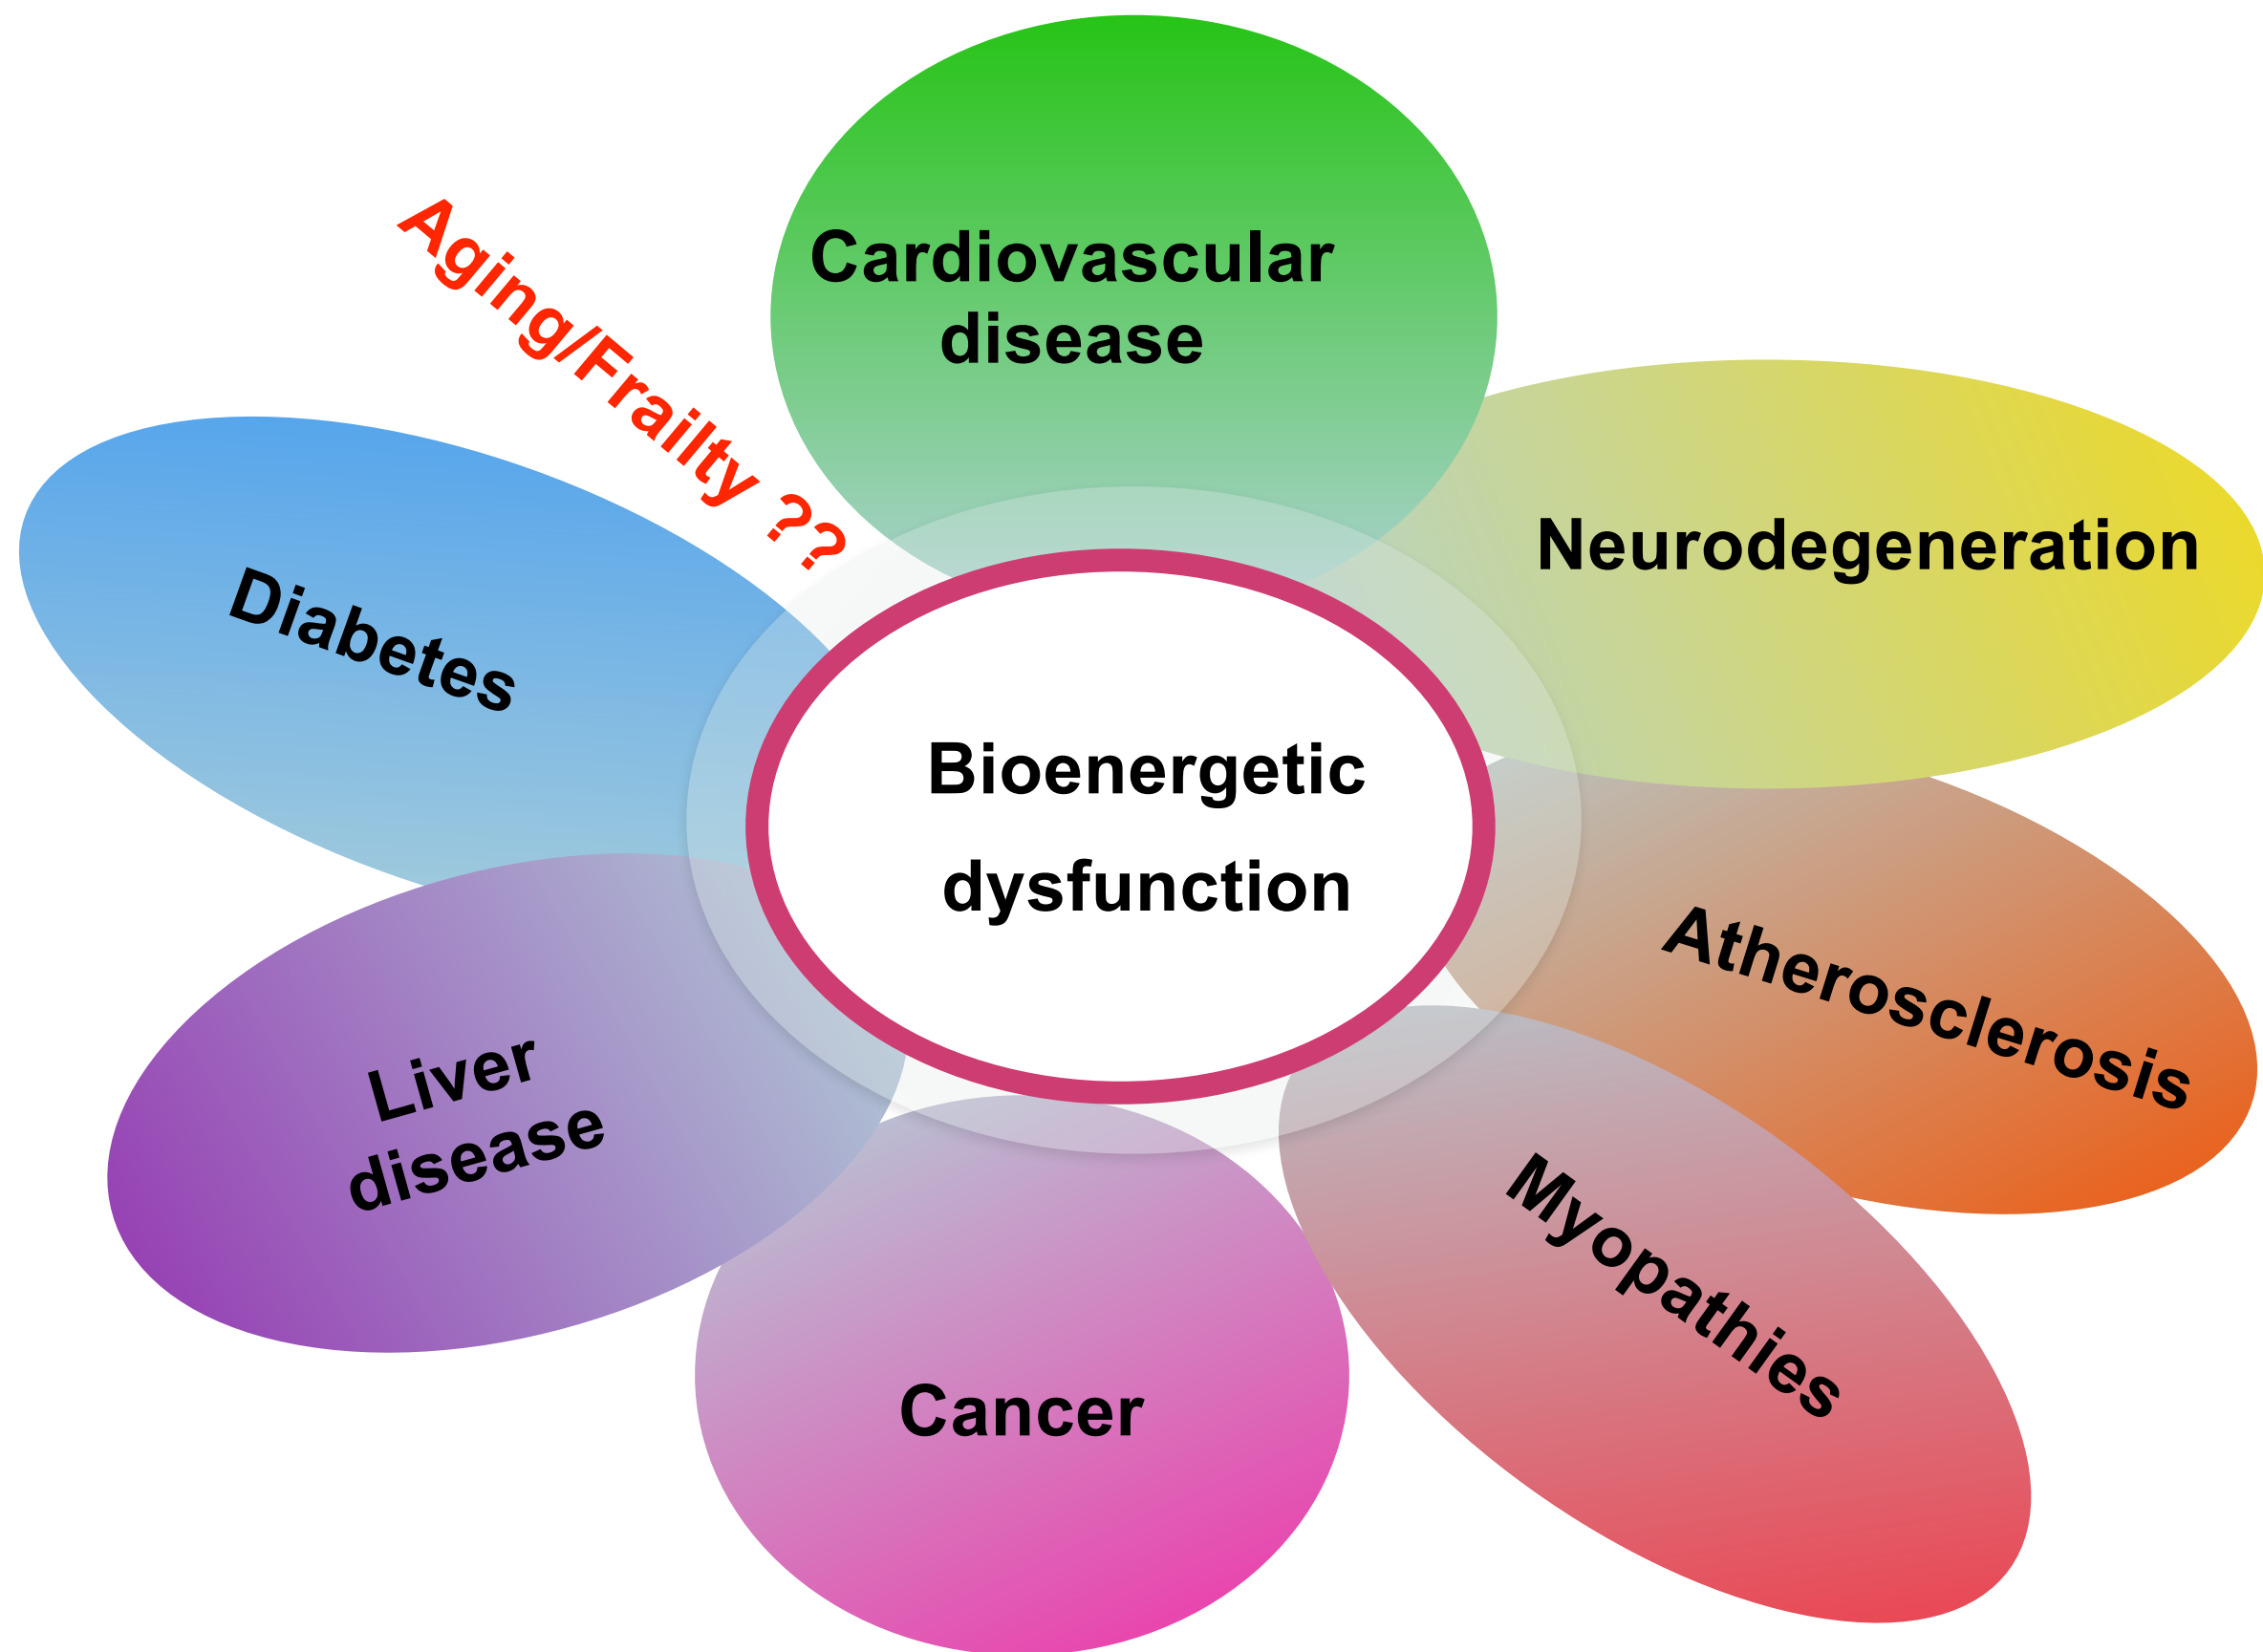 Cardiovascular
disease
Aging/Frailty ??
Neurodegeneration
Diabetes
Bioenergetic
dysfunction
Atherosclerosis
Liver
disease
Myopathies
Cancer